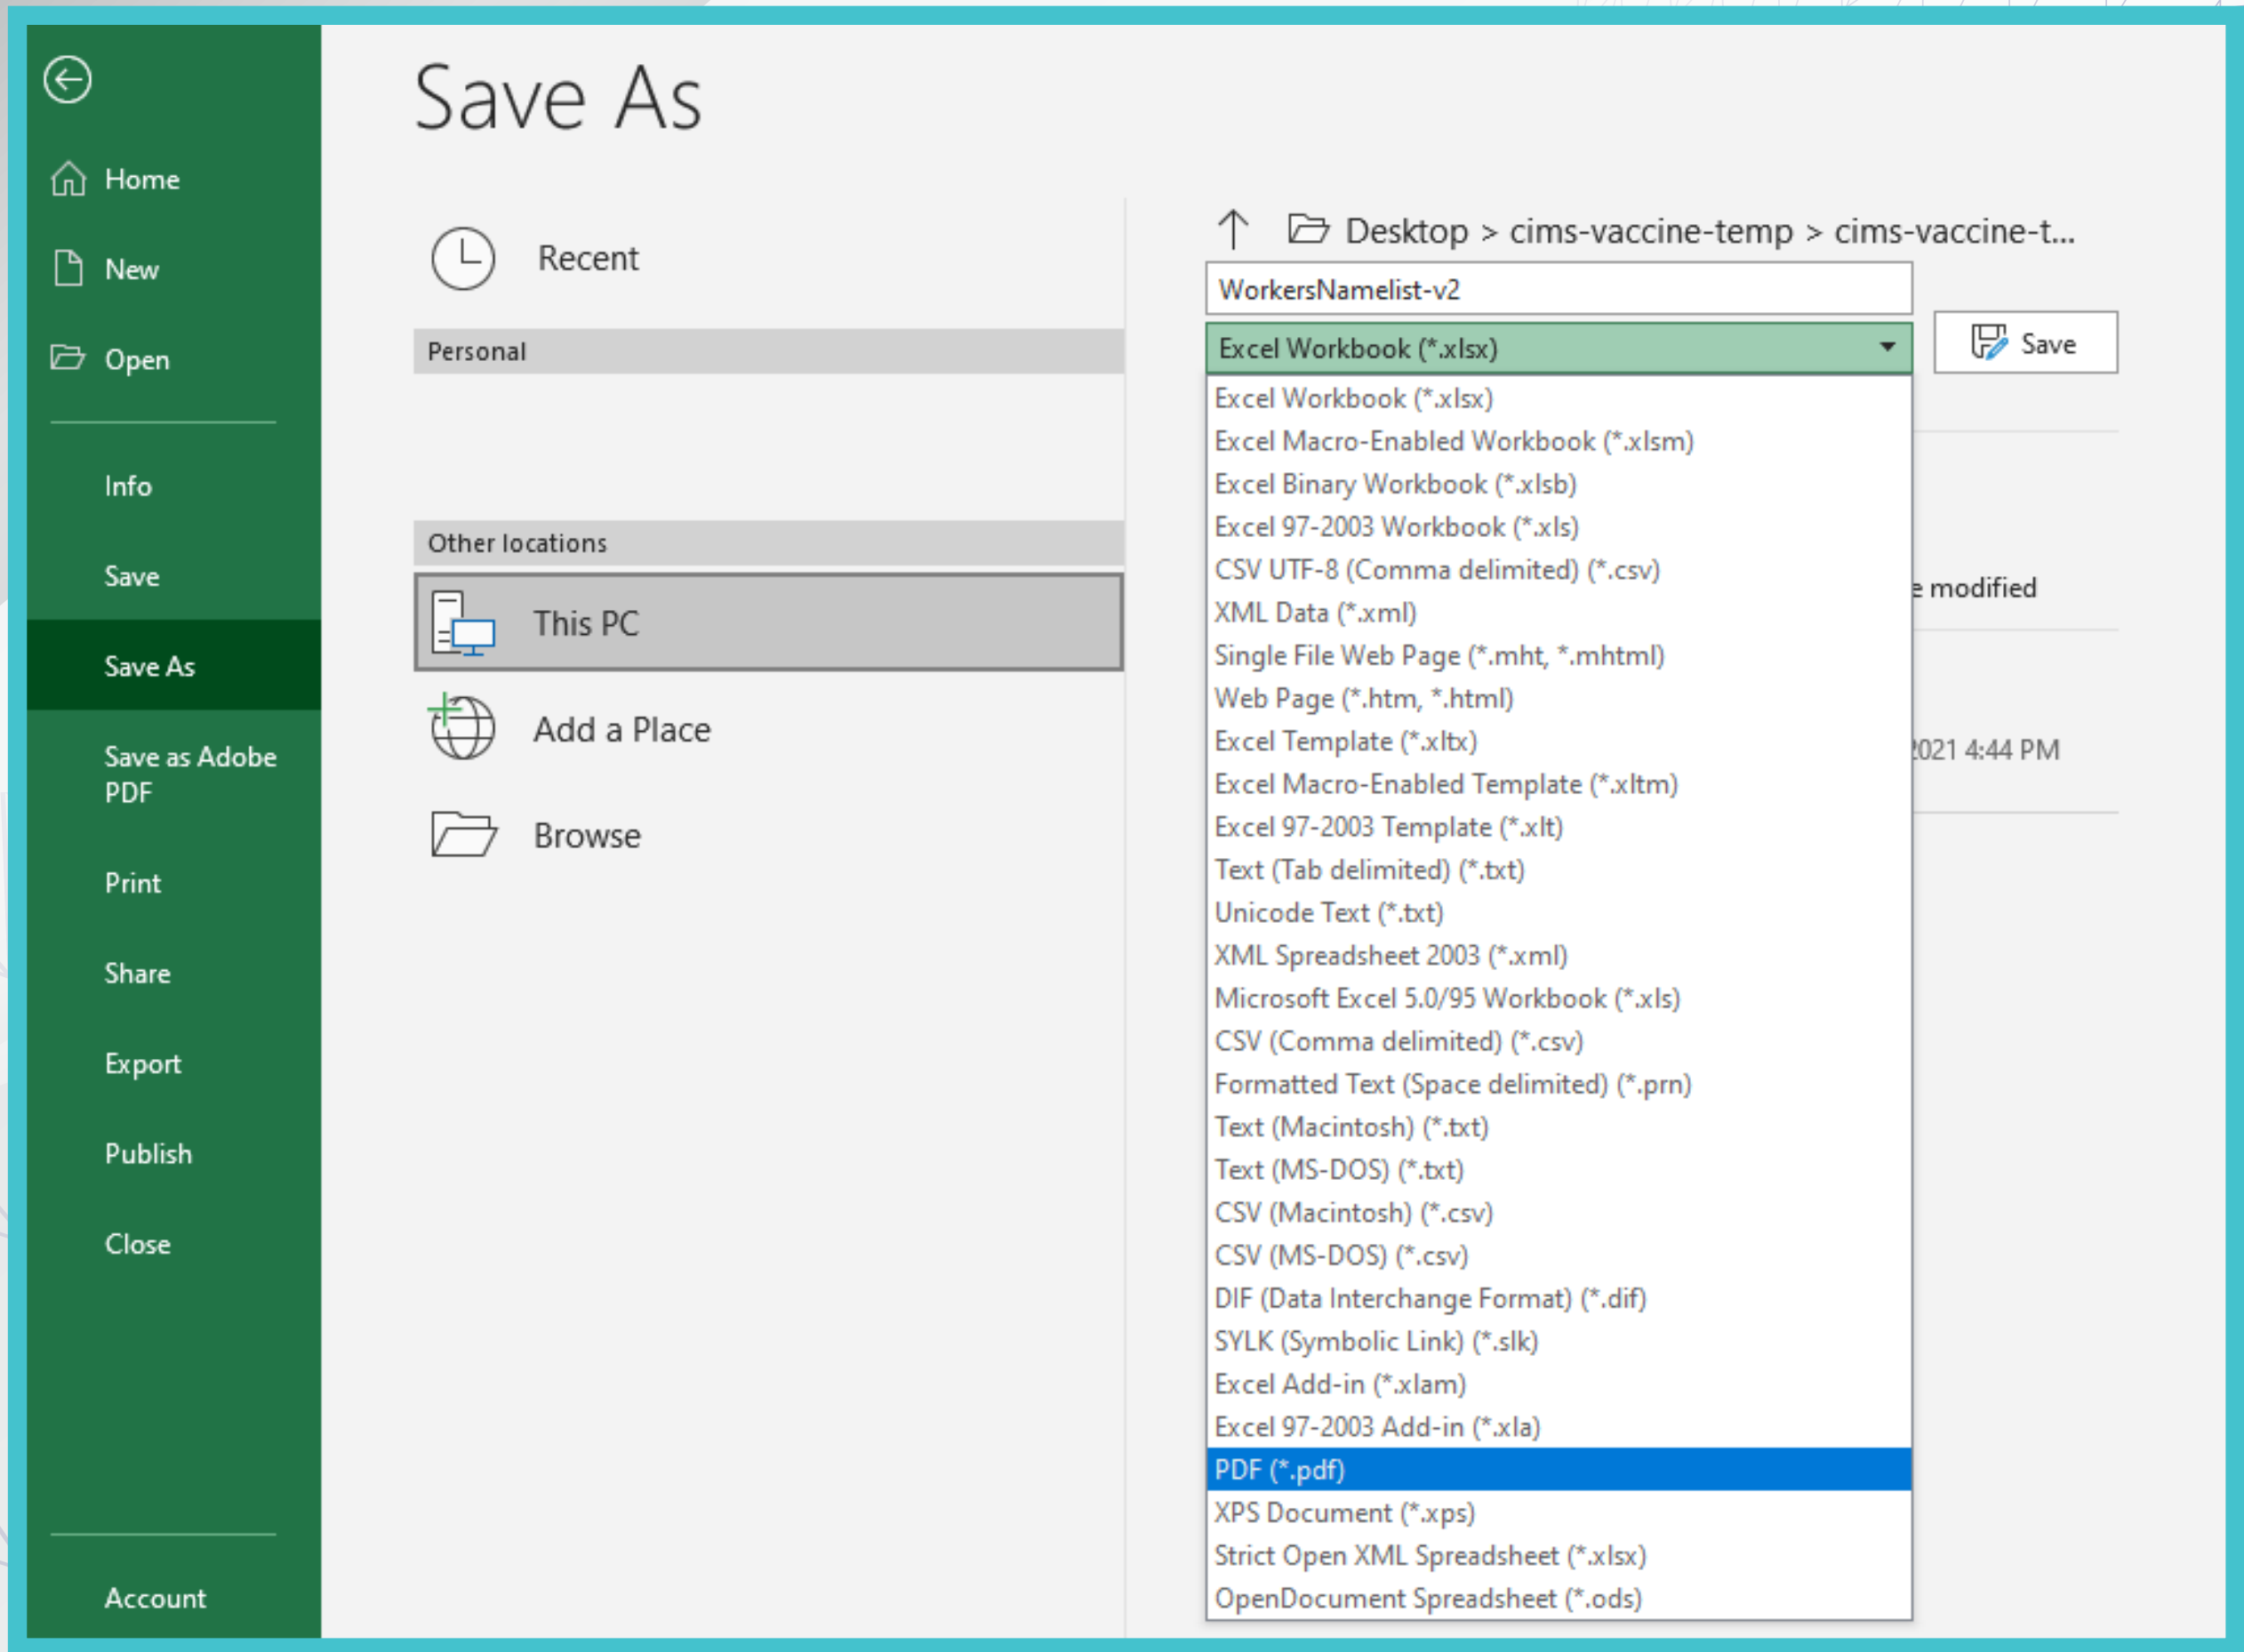 Save As
Home
New
Open
Info
Save
Save As
Save as Adobe
PDF
Print
Share
Export
Publish
Close
Account
Recent
Personal
Other locations
This PC
Add a Place
Browse
Desktop > cims-vaccine-temp > cims-vaccine-t...
WorkersNamelist-v2
Excel Workbook (*.xlsx)
Save
Excel Workbook (*.xlsx)
Excel Macro-Enabled Workbook (*.xlsm)
Excel Binary Workbook (*.xlsb)
Excel 97-2003 Workbook (*.xls)
CSV UTF-8 (Comma delimited) (*.csv)
XML Data (*.xml)
Single File Web Page (*.mht, *.mhtml)
Web Page (*.htm, *.html)
Excel Template (*.xltx)
Excel Macro-Enabled Template (*.xltm)
Excel 97-2003 Template (*.xlt)
Text (Tab delimited) (*.txt)
Unicode Text (*.txt)
XML Spreadsheet 2003 (*.xml)
Microsoft Excel 5.0/95 Workbook (*.xls)
CSV (Comma delimited) (*.csv)
Formatted Text (Space delimited) (*.prn)
Text (Macintosh) (*.txt)
Text (MS-DOS) (*.txt)
CSV (Macintosh) (*.csv)
CSV (MS-DOS) (*.csv)
DIF (Data Interchange Format) (*.dif)
SYLK (Symbolic Link) (*.slk)
Excel Add-in (*.xlam)
Excel 97-2003 Add-in (*.xla)
PDF (*.pdf)
XPS Document (*.xps)
Strict Open XML Spreadsheet (*.xlsx)
OpenDocument Spreadsheet (*.ods)
modified
4:44 PM